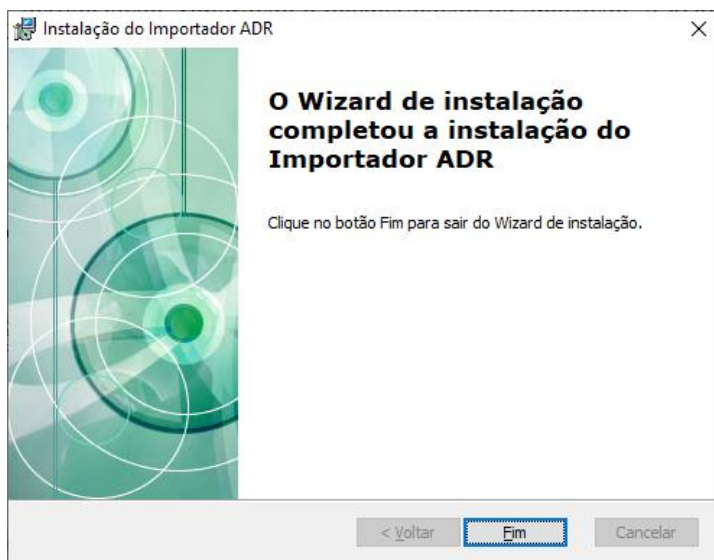 Instalação do Importador ADR
O Wizard de instalação
completou a instalação do
Importador ADR
Clique no botão Fim para sair do Wizard de instalação.
< Voltar
Fim
Cancelar